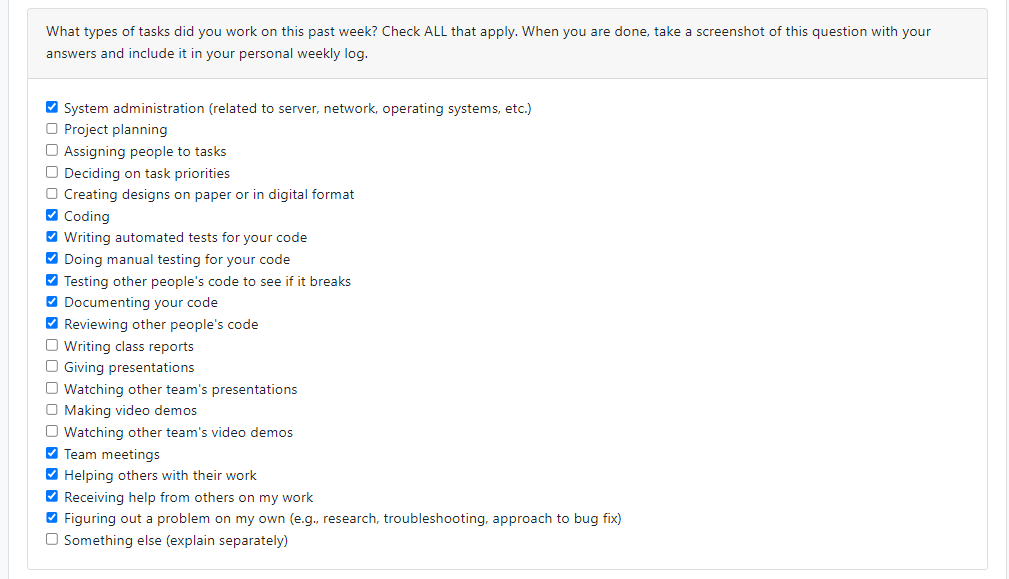 What types of tasks did you work on this past week? Check ALL that apply. When you are done, take a screenshot of this question with your
answers and include it in your personal weekly log.
System administration (related to server, network, operating systems, etc.)
Project planning
Assigning people to tasks
Deciding on task priorities
Creating designs on paper or in digital format
Coding
Writing automated tests for your code
Doing manual testing for your code
Testing other people's code to see if it breaks
Documenting your code
Reviewing other people's code
Writing class reports
Giving presentations
Watching other team's presentations
Making video demos
Watching other team's video demos
Team meetings
Helping others with their work
Receiving help from others on my work
Figuring out a problem on my own (e.g., research, troubleshooting, approach to bug fix)
Something else (explain separately)